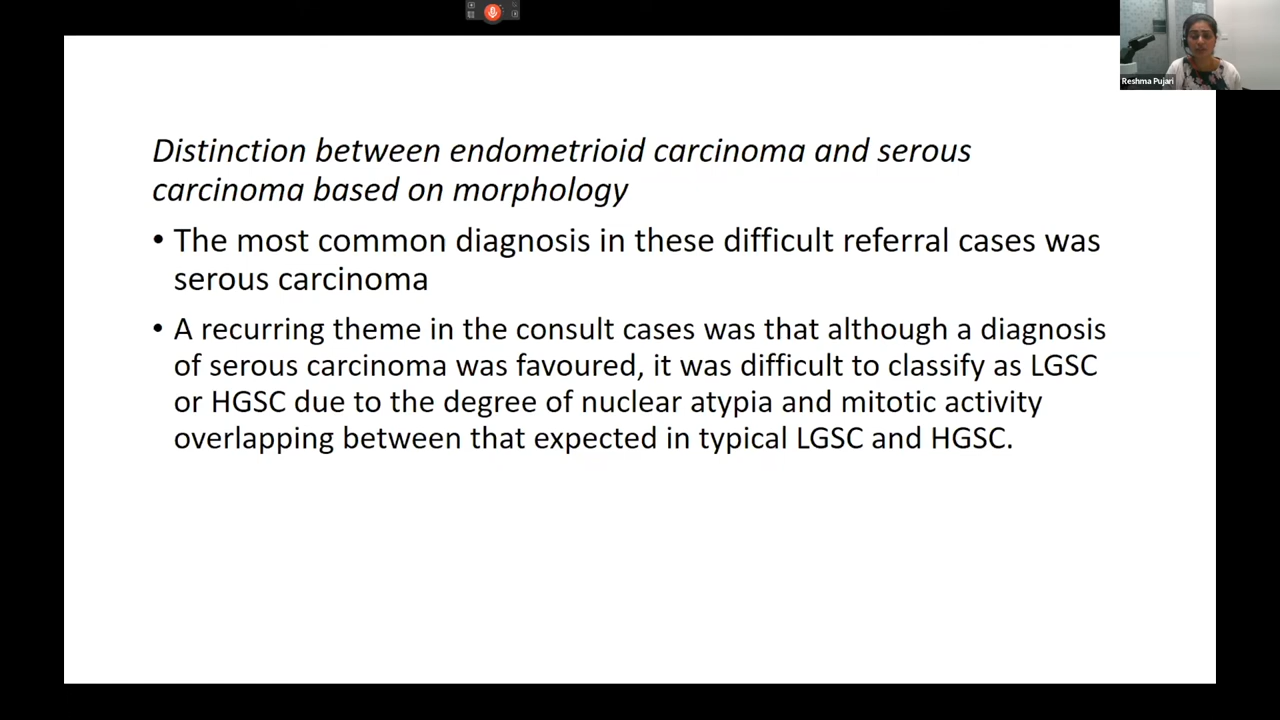 Reshma Pujari
Distinction between endometrioid carcinoma and serous
carcinoma based on morphology
• The most common diagnosis in these difficult referral cases was
serous carcinoma
• A recurring theme in the consult cases was that although a diagnosis
of serous carcinoma was favoured, it was difficult to classify as LGSC
or HGSC due to the degree of nuclear atypia and mitotic activity
overlapping between that expected in typical LGSC and HGSC.